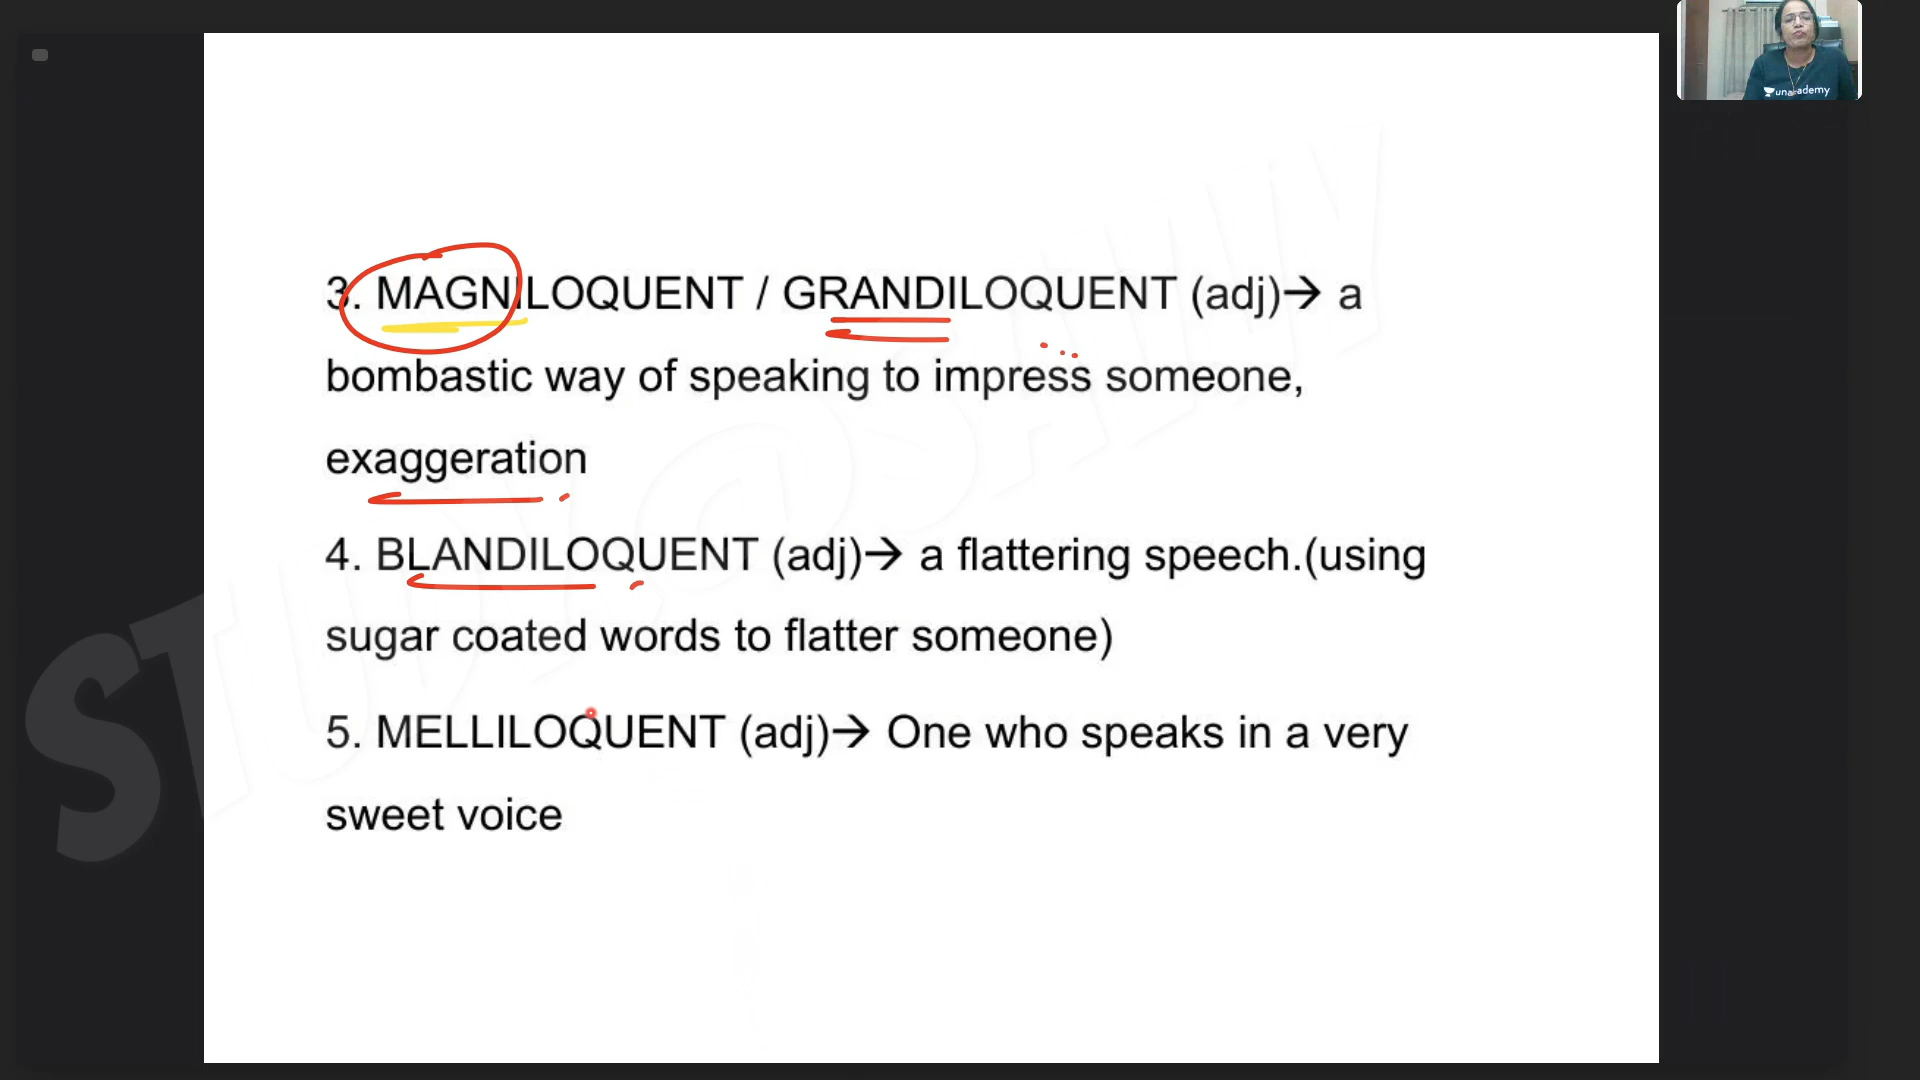 unacademy
3. MAGNILOQUENT / GRANDILOQUENT (adj)→ a
bombastic way of speaking to impress someone,
exaggeration
4. BLANDILOQUENT (adj)→ a flattering speech.(using
sugar coated words to flatter someone)
5. MELLILOQUENT (adj)→ One who speaks in a very
sweet voice